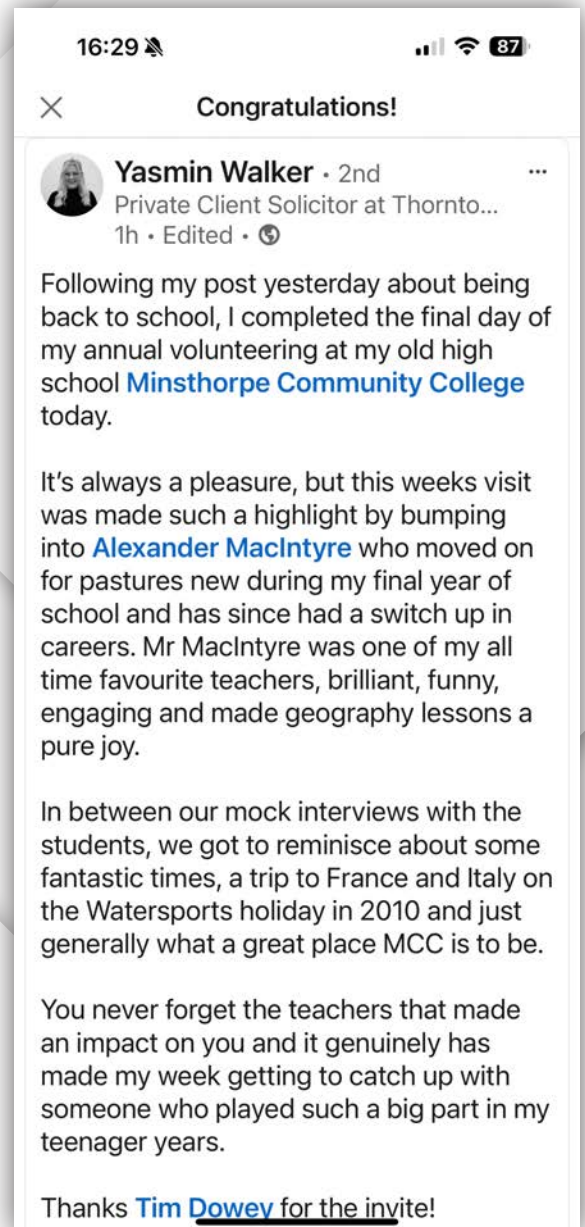 16:29
87
Congratulations!
Yasmin Walker · 2nd
Private Client Solicitor at Thornto...
1h · Edited ·
Following my post yesterday about being
back to school, I completed the final day of
my annual volunteering at my old high
school Minsthorpe Community College
today.
It's always a pleasure, but this weeks visit
was made such a highlight by bumping
into Alexander MacIntyre who moved on
for pastures new during my final year of
school and has since had a switch up in
careers. Mr MacIntyre was one of my all
time favourite teachers, brilliant, funny,
engaging and made geography lessons a
pure joy.
In between our mock interviews with the
students, we got to reminisce about some
fantastic times, a trip to France and Italy on
the Watersports holiday in 2010 and just
generally what a great place MCC is to be.
You never forget the teachers that made
an impact on you and it genuinely has
made my week getting to catch up with
someone who played such a big part in my
teenager years.
Thanks Tim Dowey for the invite!